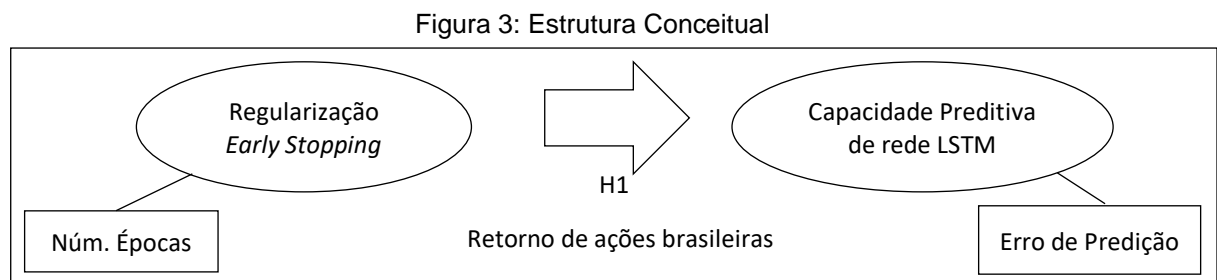 Figura 3: Estrutura Conceitual
Regularização
Early Stopping
H1
Capacidade Preditiva
de rede LSTM
Núm. Épocas
Retorno de ações brasileiras
Erro de Predição